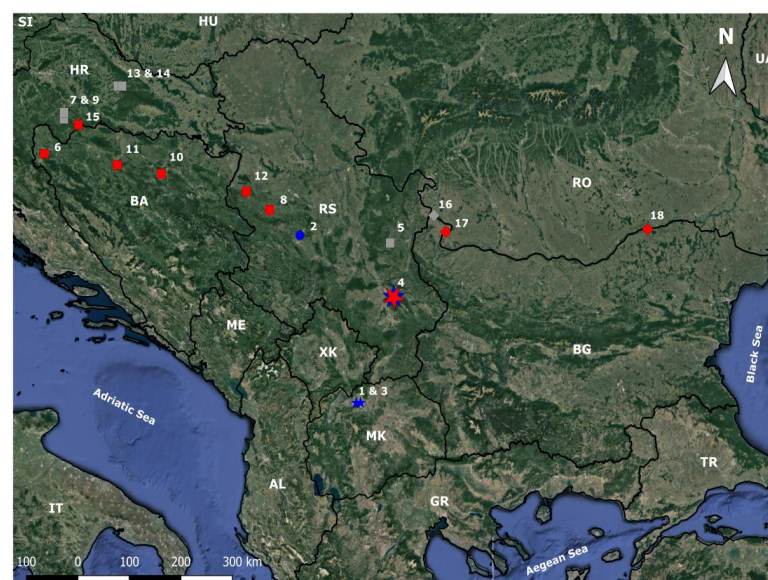 SI
HU
N
UA
HR
13 & 14
7 & 9
15
6
11
10
12
8
BA
RS
2
5
16
17
RO
18
4
ME
XK
BG
Black Sea
1 & 3
Adriatic Sea
MK
TR
AL
IT
GR
Aegean Sea
100 0 100 200 300 km